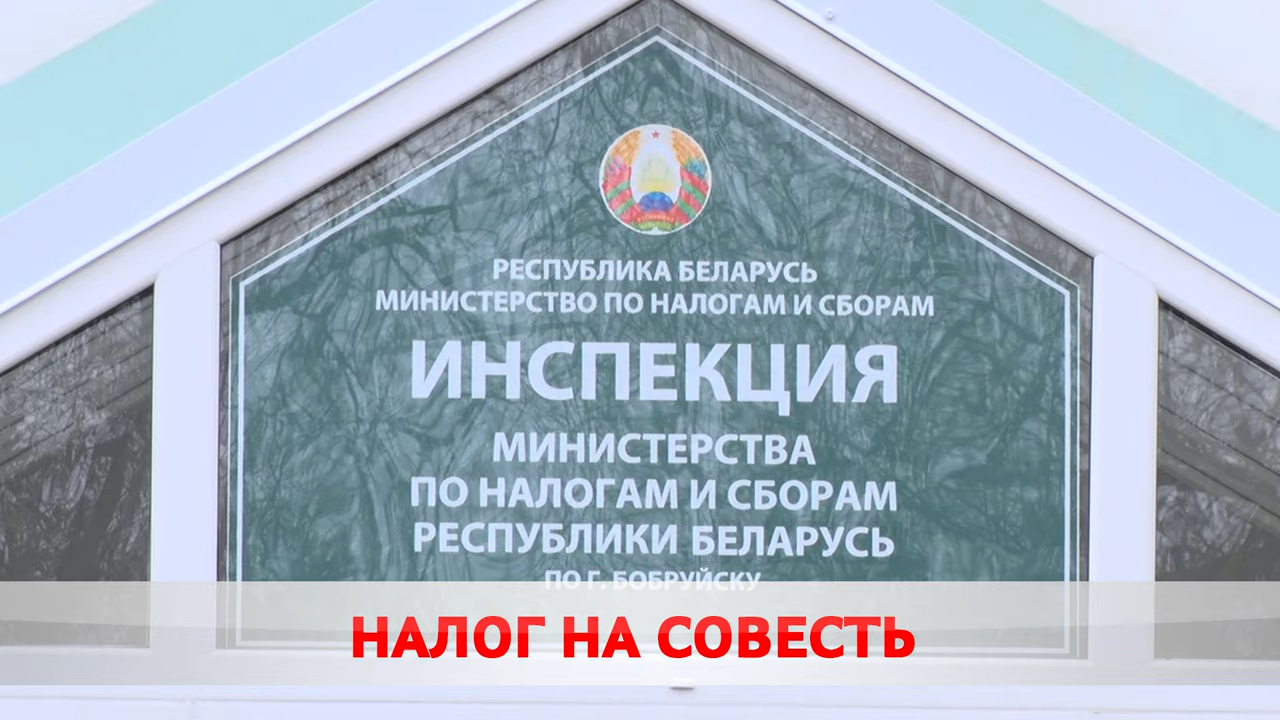 РЕСПУБЛИКА БЕЛАРУСЬ
МИНИСТЕРСТВО ПО НАЛОГАМ И СБОРАМ
ИНСПЕКЦИЯ
МИНИСТЕРСТВА
ПО НАЛОГАМ И СБОРАМ
РЕСПУБЛИКИ БЕЛАРУСЬ
ПО Г. БОБРУЙСКУ
НАЛОГ НА СОВЕСТЬ